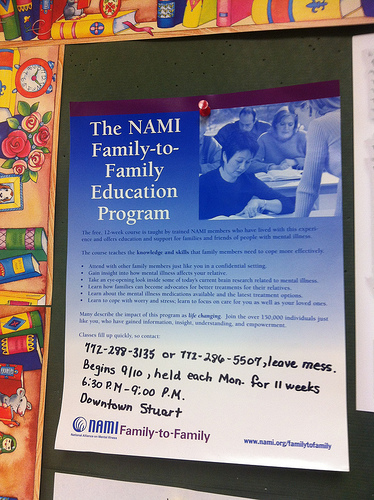 The NAMI
Family-to-
Family
Education
Program
The free, 12-week course is taught by trained NAMI members who have lived with this experi-
ence and offers education and support for families and friends of people with mental illness.
The course teaches the knowledge and skills that family members need to cope more effectively.
• Attend with other family members just like you in a confidential setting.
• Gain insight into how mental illness affects your relative.
• Take an eye-opening look inside some of today's current brain research related to mental illness.
• Learn how families can become advocates for better treatments for their relatives.
• Learn about mental illness medications available and the latest treatment options.
• Learn to cope with worry and stress; learn to focus on care for you as well as your loved ones.
Many describe the impact of this program as life changing. Join the over 150,000 individuals just
like you, who have gained information, insight, understanding, and empowerment.
Classes fill up quickly, so contact:
772-288-3135 or 772-286-5507, leave mess.
Begins 9/10, held each Mon. for 11 weeks
6:30 P.M-9:00 P.M.
Downtown Stuart
NAMI Family-to-Family
National Alliance on Mental Illness
www.nami.org/familytofamily